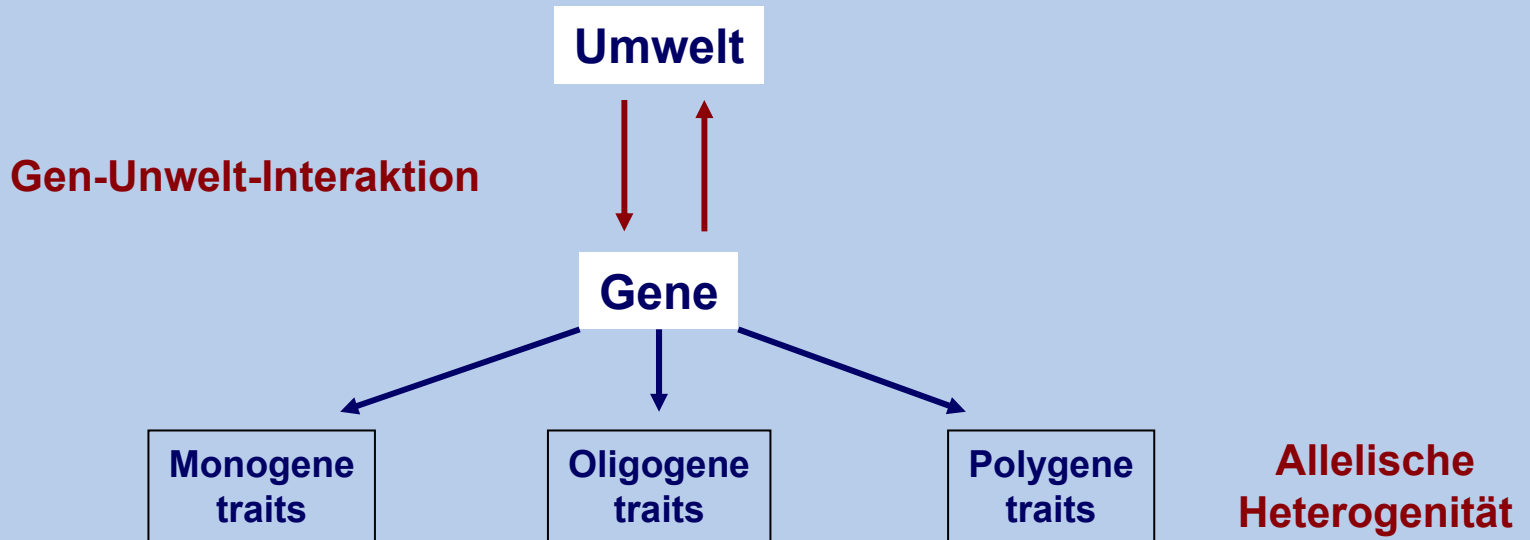 Umwelt
Gen-Unwelt-Interaktion
Gene
Monogene
traits
Oligogene
traits
Polygene
traits
Allelische
Heterogenität